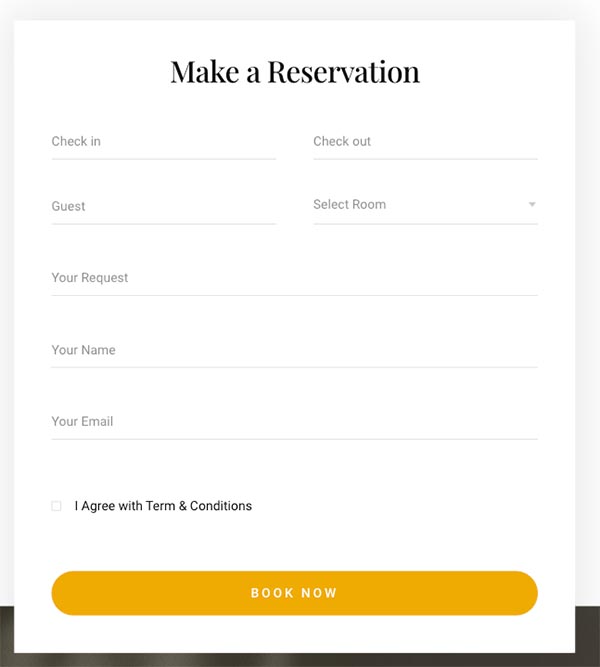 Make a Reservation
Check in
Check out
Guest
Select Room
Your Request
Your Name
Your Email
I Agree with Term & Conditions
BOOK NOW